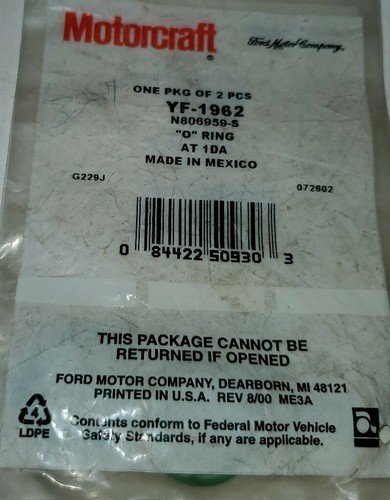 Motorcraft®
Ford Motor Company,
ONE PKG OF 2 PCS
YF-1962
N806959-S
"O" RING
AT 1DA
MADE IN MEXICO
G229J
072602
0 84422 50930 3
THIS PACKAGE CANNOT BE
RETURNED IF OPENED
FORD MOTOR COMPANY, DEARBORN, MI 48121
PRINTED IN U.S.A. REV 8/00 ME3A
4
LDPE
Contents conform to Federal Motor Vehicle
Safety Standards, if any are applicable.